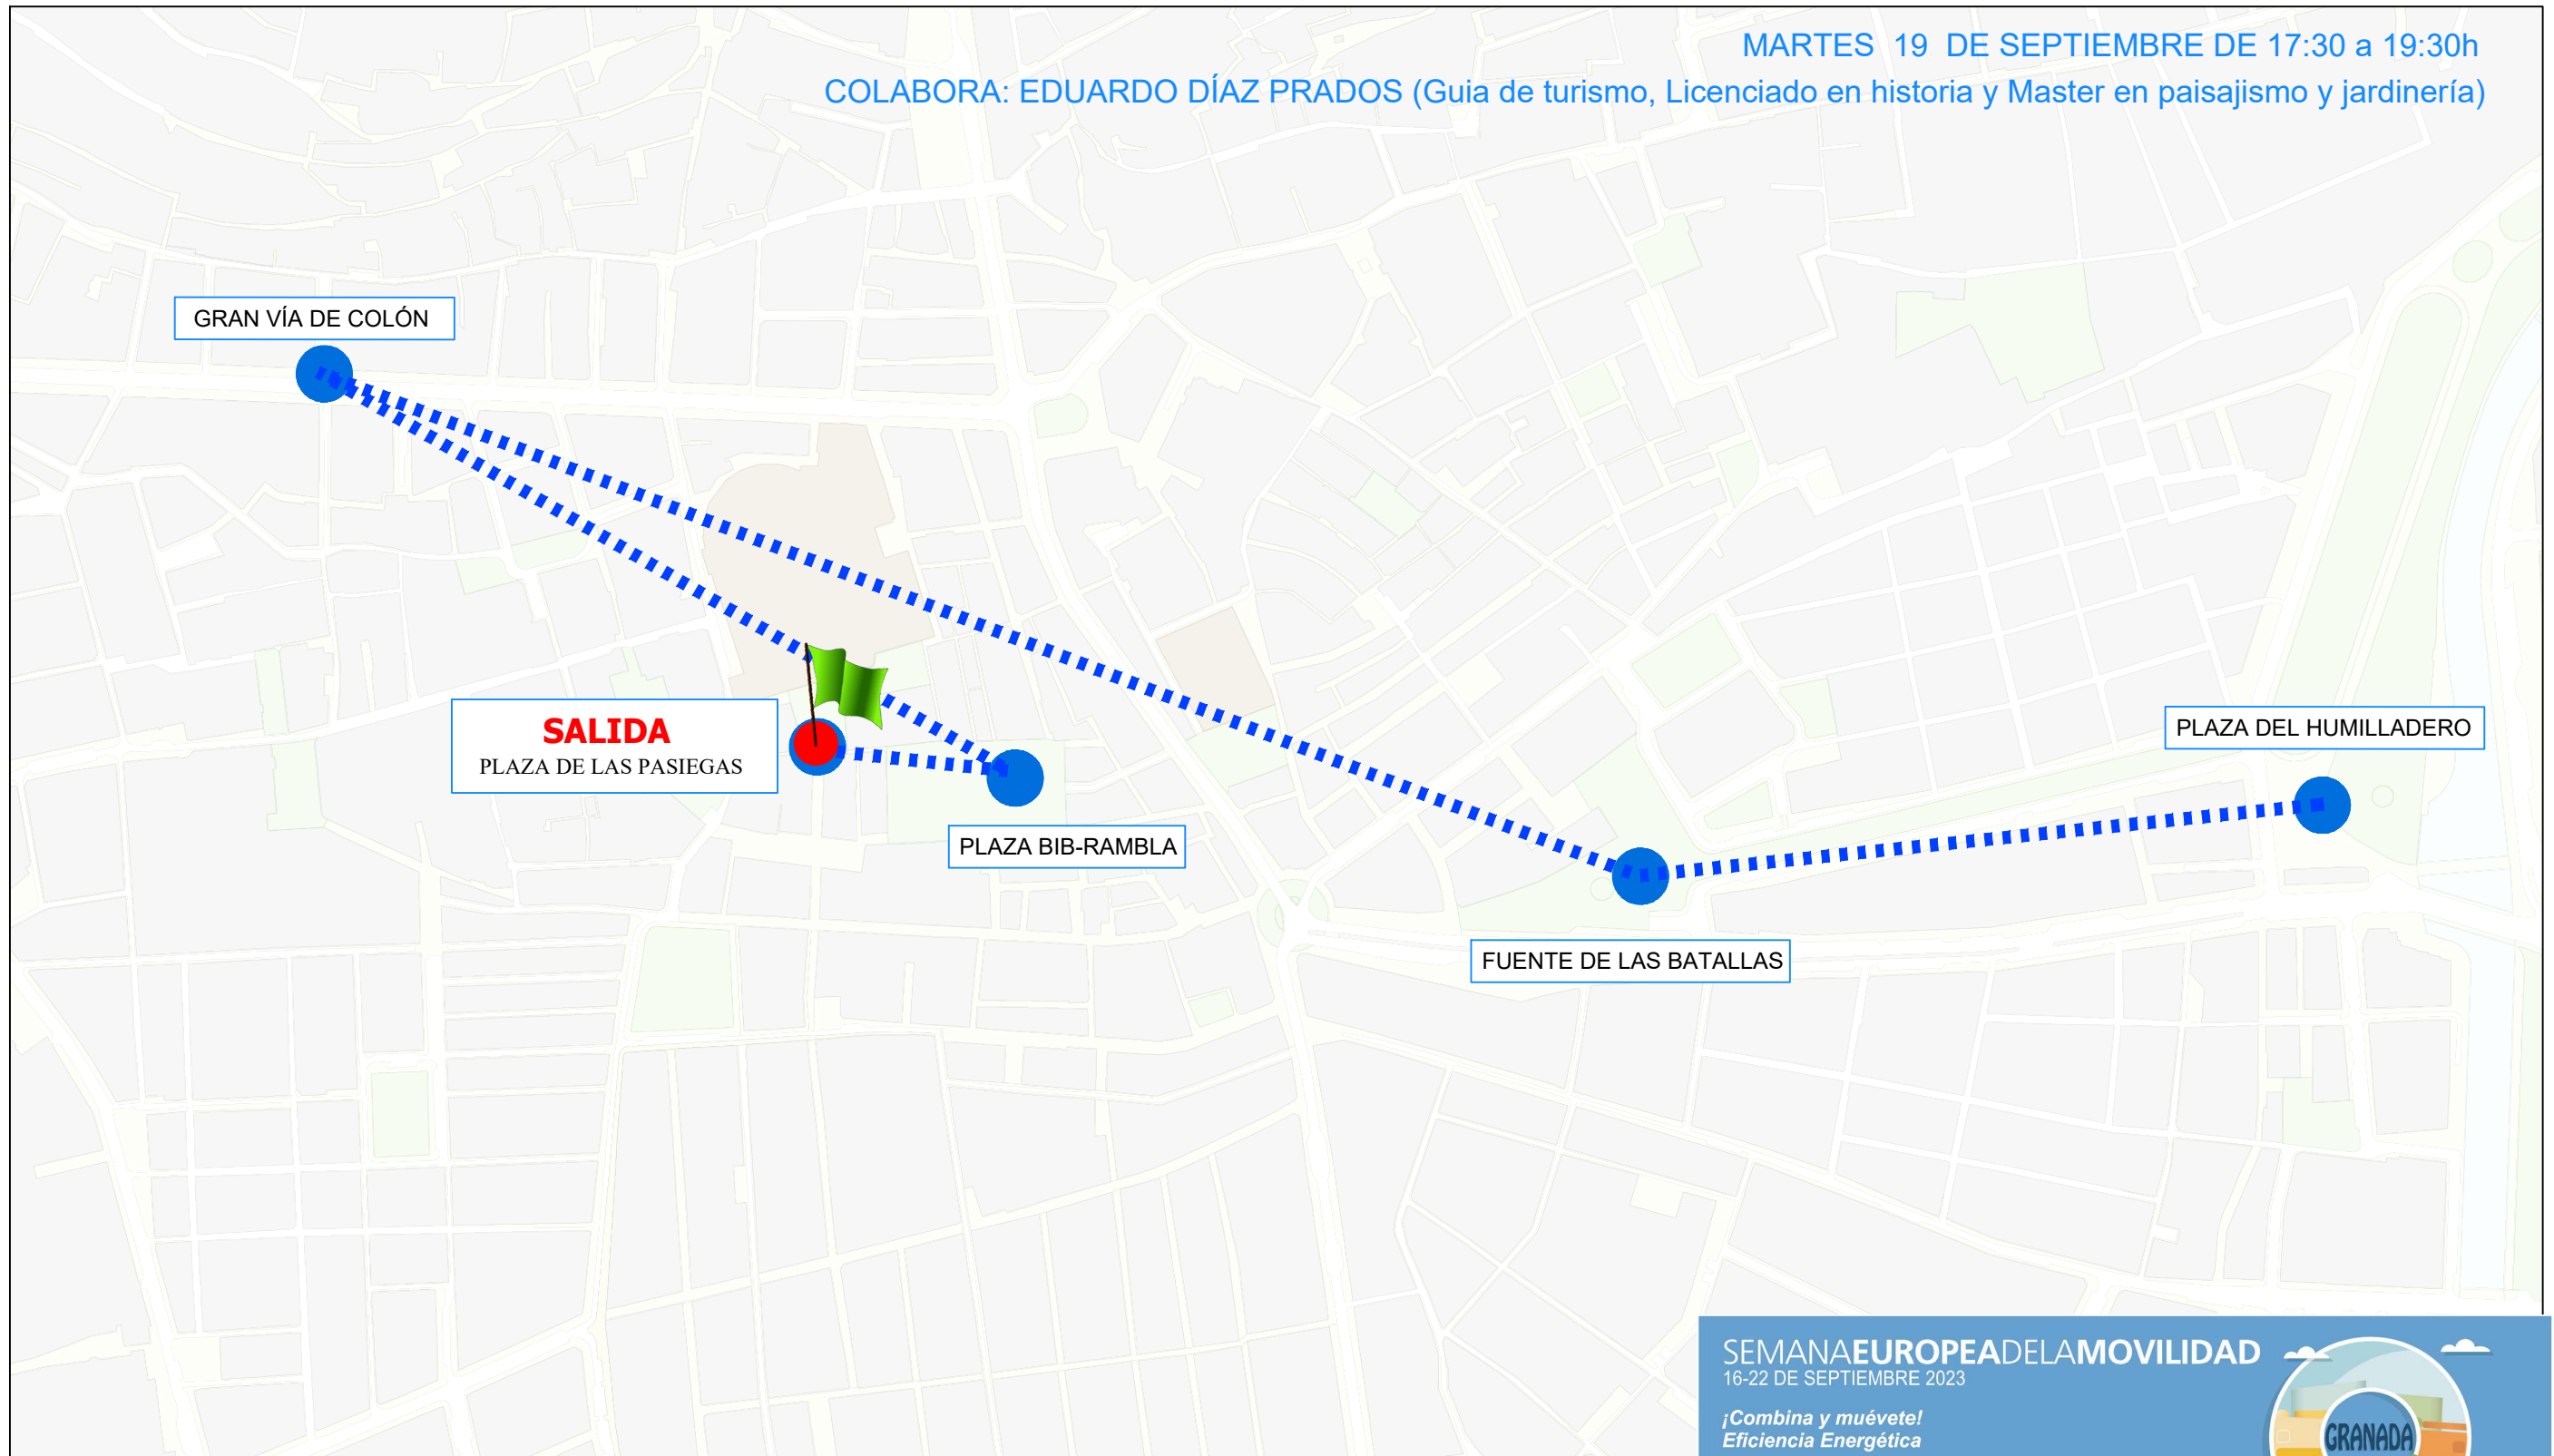 MARTES 19 DE SEPTIEMBRE DE 17:30 a 19:30h
COLABORA: EDUARDO DÍAZ PRADOS (Guia de turismo, Licenciado en historia y Master en paisajismo y jardinería)
GRAN VÍA DE COLÓN
SALIDA
PLAZA DE LAS PASIEGAS
PLAZA BIB-RAMBLA
PLAZA DEL HUMILLADERO
FUENTE DE LAS BATALLAS
SEMANAEUROPEADELAMOVILIDAD
16-22 DE SEPTIEMBRE 2023
¡Combina y muévete!
Eficiencia Energética
GRANADA